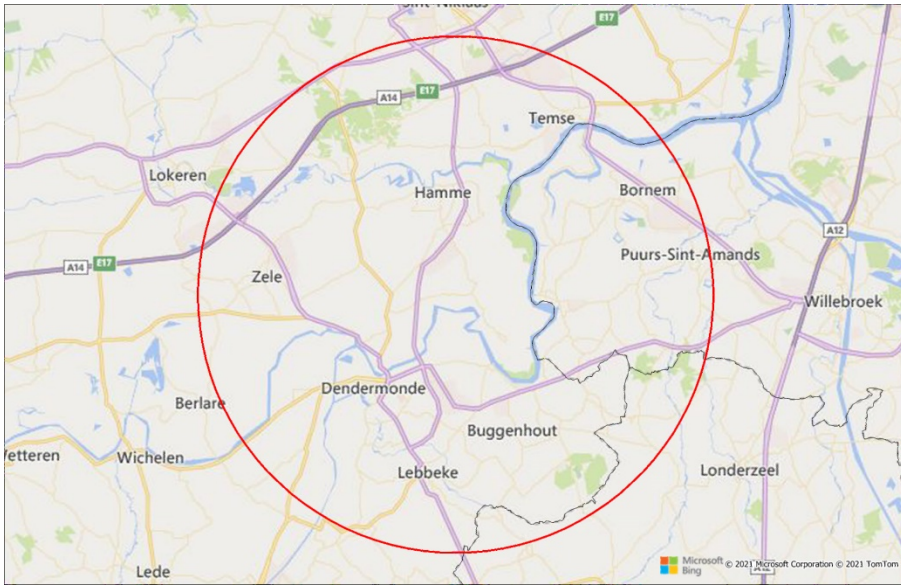 Sint-Niklaas
E17
A14
E17
Temse
Lokeren
Hamme
Bornem
A12
Puurs-Sint-Amands
A14
E17
Zele
Willebroek
Dendermonde
Berlare
Buggenhout
Wetteren
Wichelen
Lebbeke
Londerzeel
Lede
Microsoft
Bing
© 2021 Microsoft Corporation © 2021 TomTom
A12